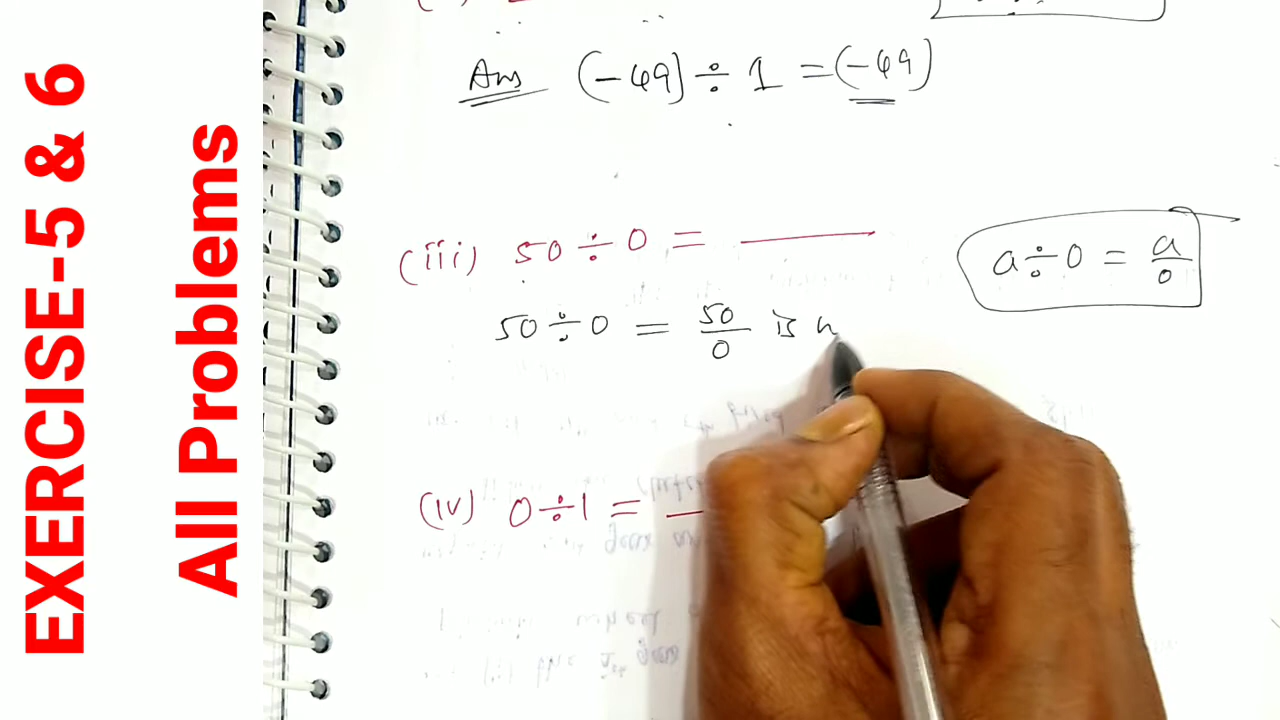 EXERCISE-5 & 6
All Problems
Ans (-49) ÷ 1 = (-49)
(iii) 50 ÷ 0 =
a ÷ 0 = a/0
50 ÷ 0 = 50/0 is n
(iv) 0 ÷ 1 =